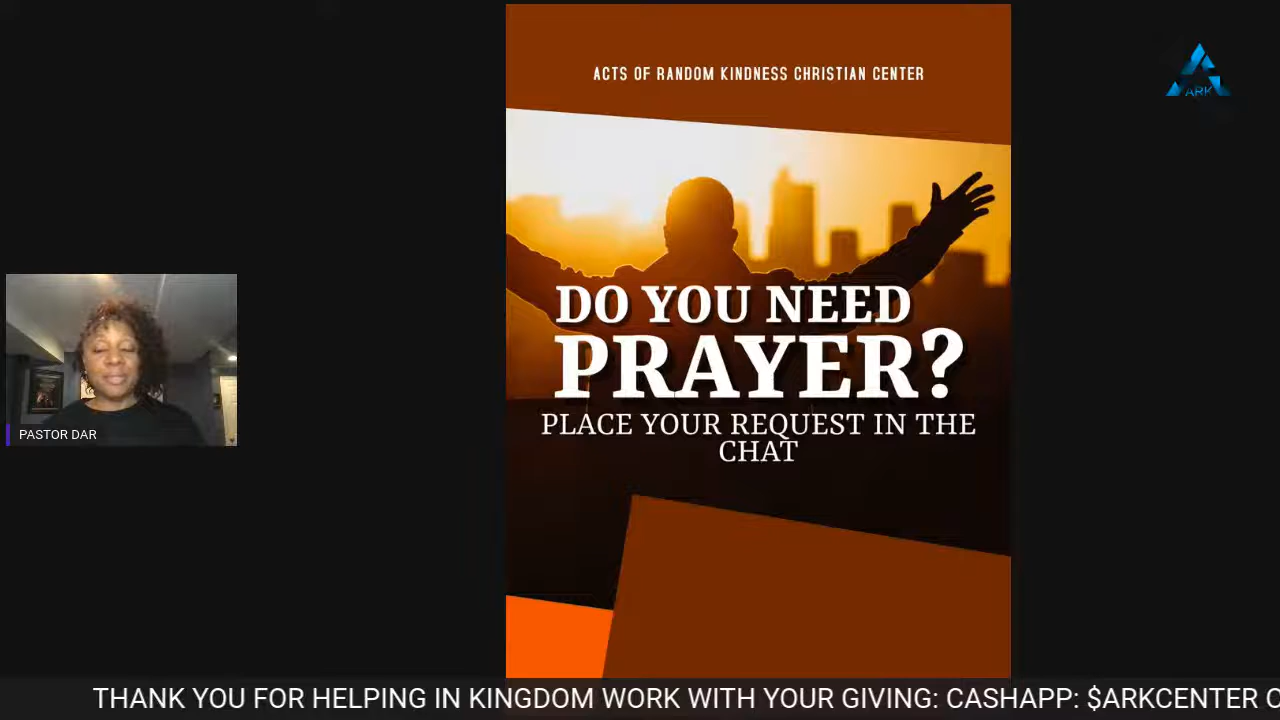 ACTS OF RANDOM KINDNESS CHRISTIAN CENTER
ARK
DO YOU NEED
PRAYER?
PLACE YOUR REQUEST IN THE
CHAT
PASTOR DAR
THANK YOU FOR HELPING IN KINGDOM WORK WITH YOUR GIVING: CASHAPP: $ARKCENTER